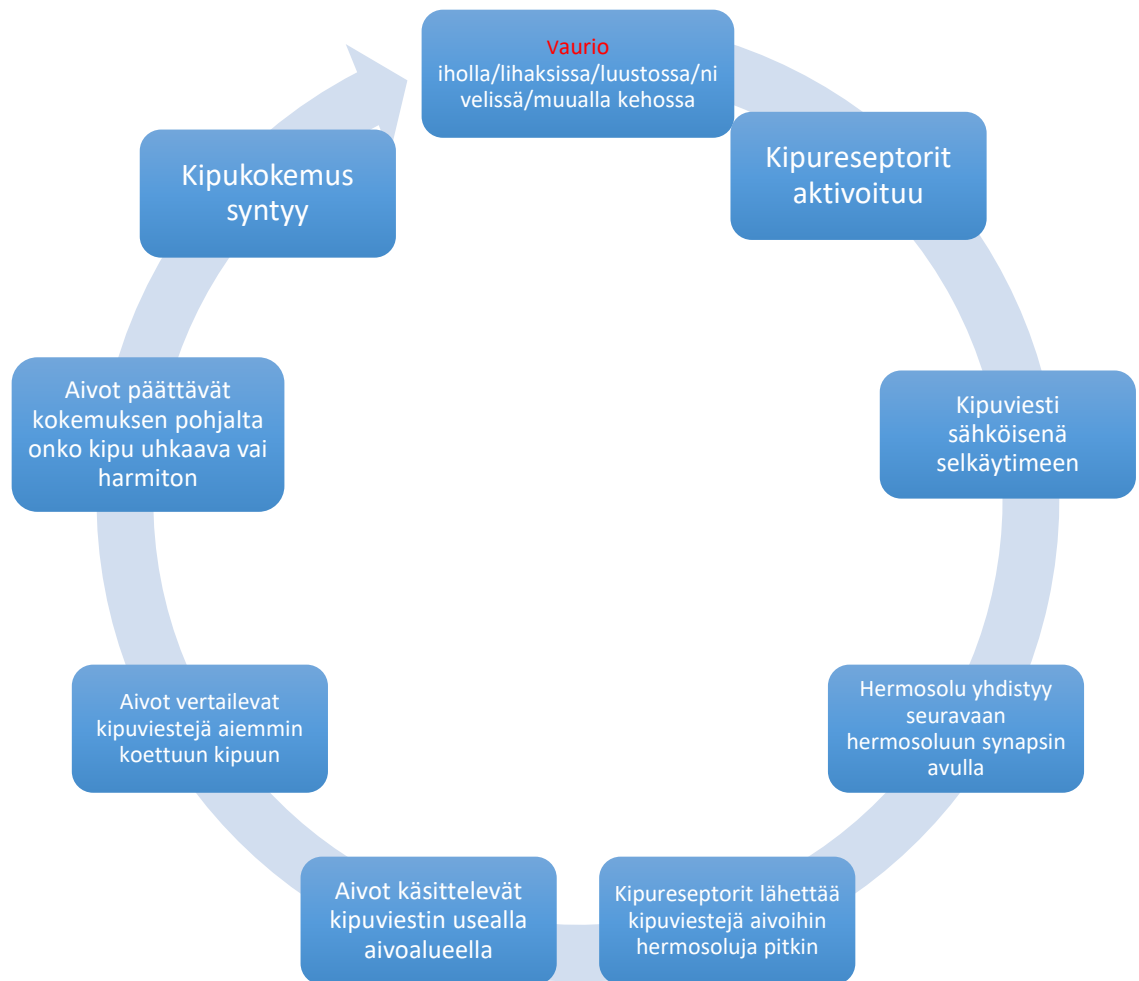 Vaurio
iholla/lihaksissa/luustossa/ni
velissä/muualla kehossa
Kipureseptorit
aktivoituu
Kipuviesti
sähköisenä
selkäytimeen
Hermosolu yhdistyy
seuraavaan
hermosoluun synapsin
avulla
Kipureseptorit lähettää
kipuviestejä aivoihin
hermosoluja pitkin
Aivot käsittelevät
kipuviestin usealla
aivoalueella
Aivot vertailevat
kipuviestejä aiemmin
koettuun kipuun
Aivot päättävät
kokemuksen pohjalta
onko kipu uhkaava vai
harmiton
Kipukokemus
syntyy